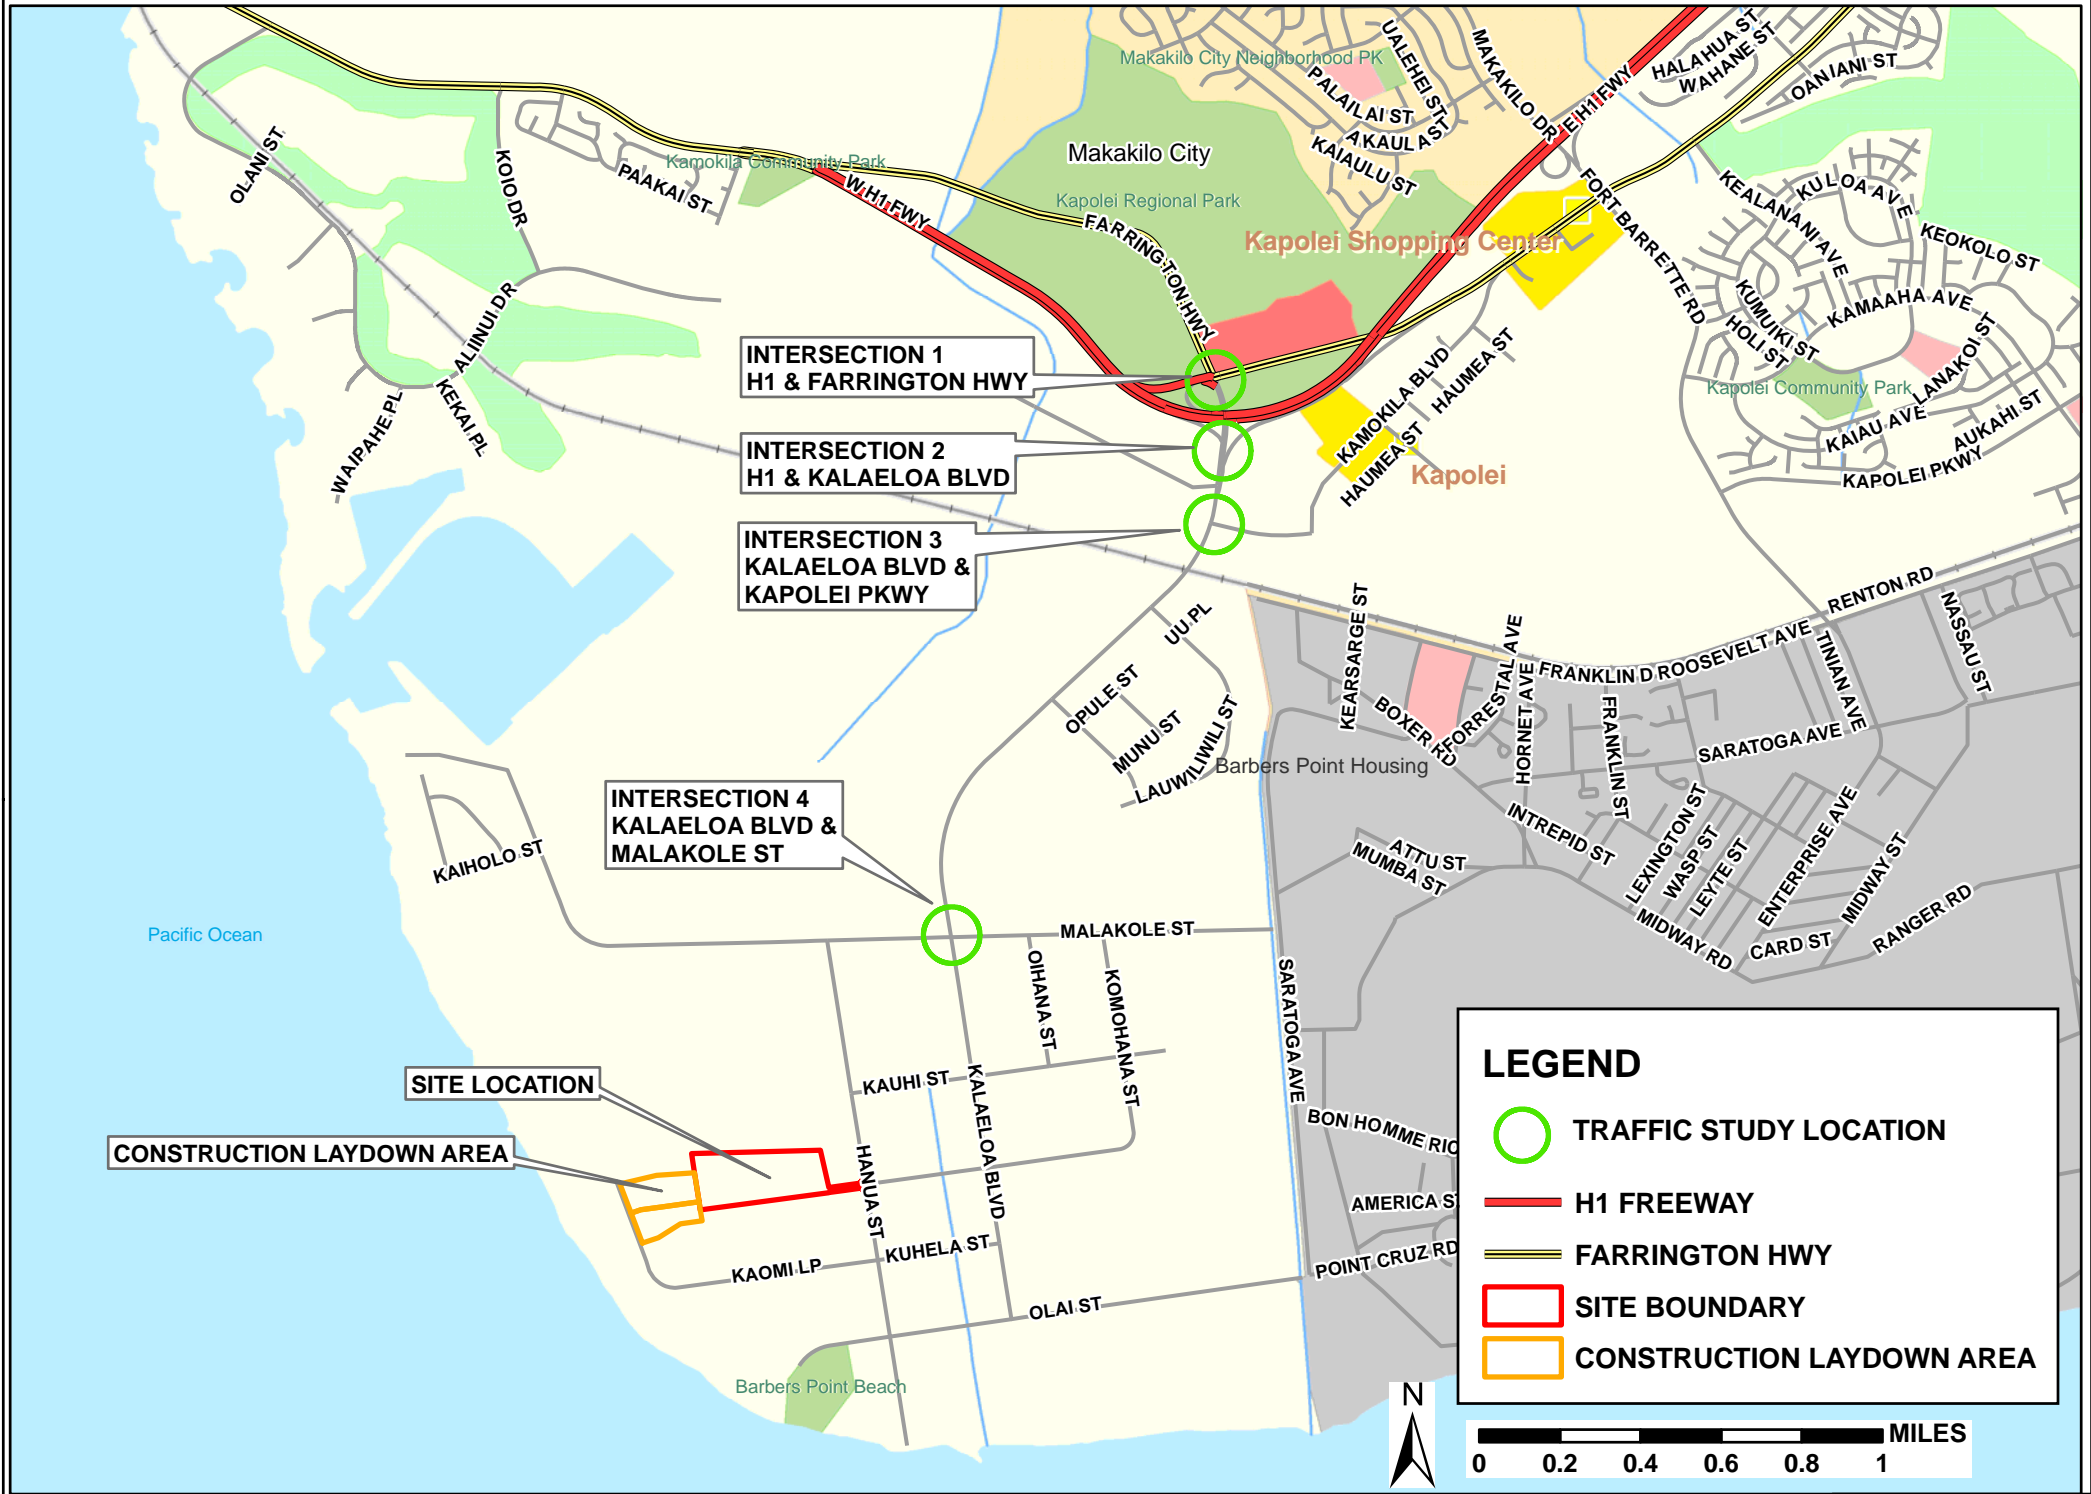 HALAHUA ST
WAHANE ST
OANIANI ST
UALEHEI ST
MAKAKILO DR
E H1 FWY
Makakilo City Neighborhood PK
PALAILAI ST
AKAULA ST
KAIAULU ST
Makakilo City
Kapolei Regional Park
OLANI ST
KOIO DR
PAAKAI ST
Kamokila Community Park
W H1 FWY
FARRINGTON HWY
Kapolei Shopping Center
FORT BARRETTE RD
KEALANANI AVE
KULOA AVE
KEOKOLO ST
KAMAAHA AVE
KUMUIKI ST
HOLI ST
LANAKOI ST
Kapolei Community Park
KAIAU AVE
AUKAHI ST
KAPOLEI PKWY
ALIINUI DR
KEKAI PL
WAIPAHE PL
INTERSECTION 1
H1 & FARRINGTON HWY
INTERSECTION 2
H1 & KALAELOA BLVD
INTERSECTION 3
KALAELOA BLVD &
KAPOLEI PKWY
KAMOKILA BLVD
HAUMEA ST
HAUMEA ST
Kapolei
RENTON RD
NASSAU ST
TINIAN AVE
FRANKLIN D ROOSEVELT AVE
KEARSARGE ST
BOXER RD
FORRESTAL AVE
HORNET AVE
FRANKLIN ST
SARATOGA AVE
UU PL
OPULE ST
MUNU ST
LAUWILIWILI ST
Barbers Point Housing
INTREPID ST
ATTU ST
MUMBA ST
LEXINGTON ST
WASP ST
LEYTE ST
ENTERPRISE AVE
MIDWAY ST
MIDWAY RD
CARD ST
RANGER RD
INTERSECTION 4
KALAELOA BLVD &
MALAKOLE ST
KAIHOLO ST
Pacific Ocean
MALAKOLE ST
OIHANA ST
KOMOHANA ST
SARATOGA AVE
KAUHI ST
KALAELOA BLVD
HANUA ST
SITE LOCATION
CONSTRUCTION LAYDOWN AREA
KAOMI LP
KUHELA ST
OLAI ST
Barbers Point Beach
BON HOMME RIC
AMERICA S
POINT CRUZ RD
LEGEND
TRAFFIC STUDY LOCATION
H1 FREEWAY
FARRINGTON HWY
SITE BOUNDARY
CONSTRUCTION LAYDOWN AREA
N
MILES
0 0.2 0.4 0.6 0.8 1